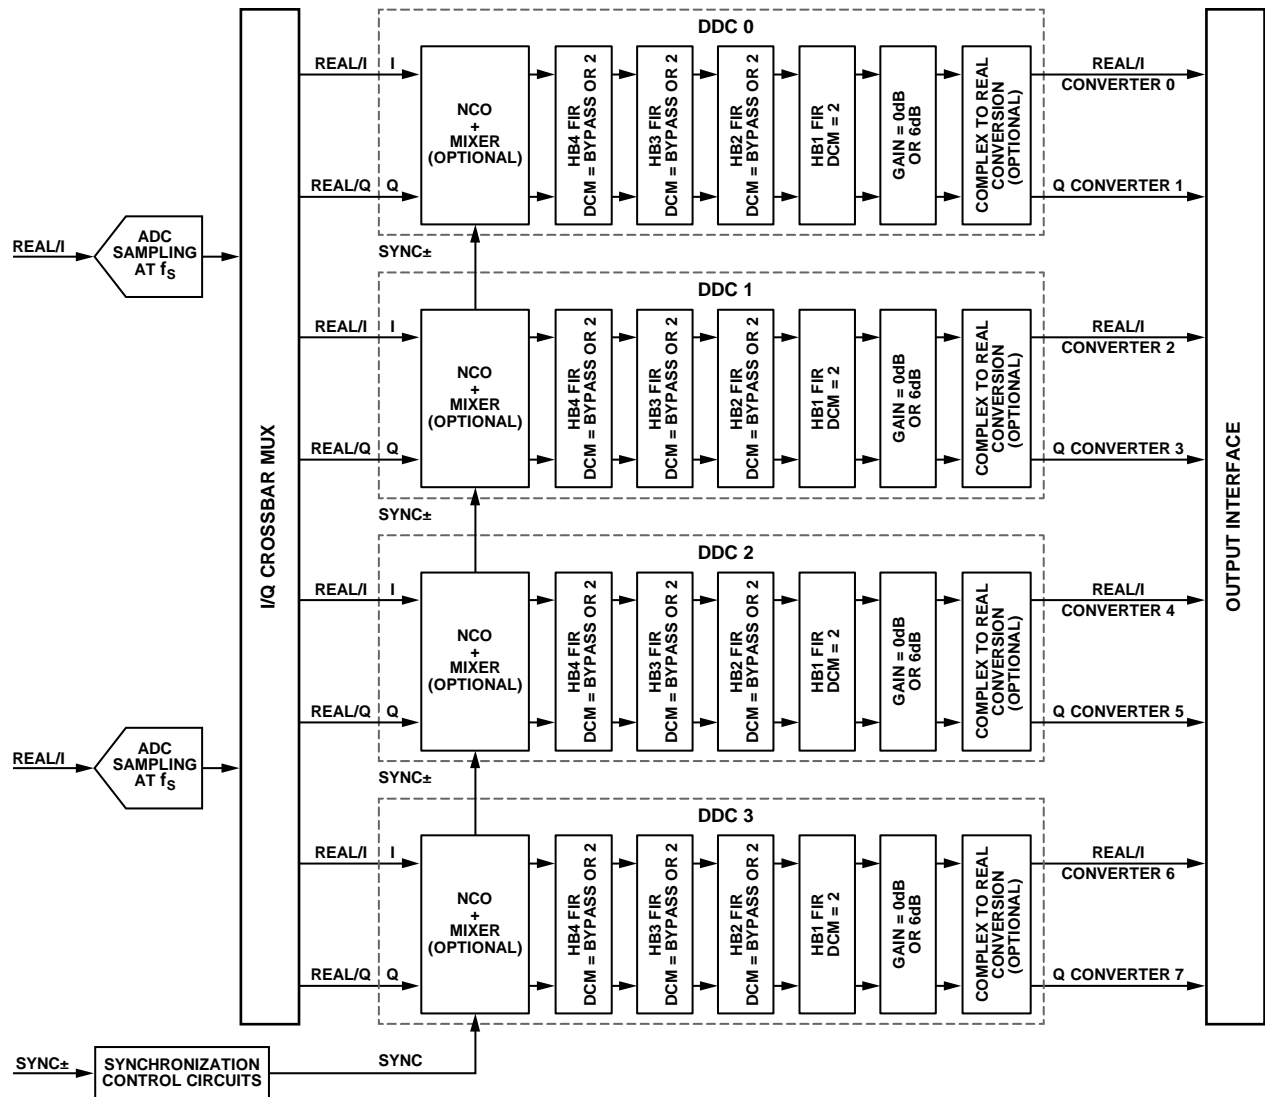 REAL/I
ADC
SAMPLING
AT fS
REAL/I
ADC
SAMPLING
AT fS
SYNC±
SYNCHRONIZATION
CONTROL CIRCUITS
SYNC
I/Q CROSSBAR MUX
DDC 0
REAL/I
I
REAL/Q
Q
NCO
+
MIXER
(OPTIONAL)
HB4 FIR
DCM = BYPASS OR 2
HB3 FIR
DCM = BYPASS OR 2
HB2 FIR
DCM = BYPASS OR 2
HB1 FIR
DCM = 2
GAIN = 0dB
OR 6dB
COMPLEX TO REAL
CONVERSION
(OPTIONAL)
REAL/I
CONVERTER 0
Q CONVERTER 1
SYNC±
DDC 1
REAL/I
I
REAL/Q
Q
NCO
+
MIXER
(OPTIONAL)
HB4 FIR
DCM = BYPASS OR 2
HB3 FIR
DCM = BYPASS OR 2
HB2 FIR
DCM = BYPASS OR 2
HB1 FIR
DCM = 2
GAIN = 0dB
OR 6dB
COMPLEX TO REAL
CONVERSION
(OPTIONAL)
REAL/I
CONVERTER 2
Q CONVERTER 3
SYNC±
DDC 2
REAL/I
I
REAL/Q
Q
NCO
+
MIXER
(OPTIONAL)
HB4 FIR
DCM = BYPASS OR 2
HB3 FIR
DCM = BYPASS OR 2
HB2 FIR
DCM = BYPASS OR 2
HB1 FIR
DCM = 2
GAIN = 0dB
OR 6dB
COMPLEX TO REAL
CONVERSION
(OPTIONAL)
REAL/I
CONVERTER 4
Q CONVERTER 5
SYNC±
DDC 3
REAL/I
I
REAL/Q
Q
NCO
+
MIXER
(OPTIONAL)
HB4 FIR
DCM = BYPASS OR 2
HB3 FIR
DCM = BYPASS OR 2
HB2 FIR
DCM = BYPASS OR 2
HB1 FIR
DCM = 2
GAIN = 0dB
OR 6dB
COMPLEX TO REAL
CONVERSION
(OPTIONAL)
REAL/I
CONVERTER 6
Q CONVERTER 7
OUTPUT INTERFACE